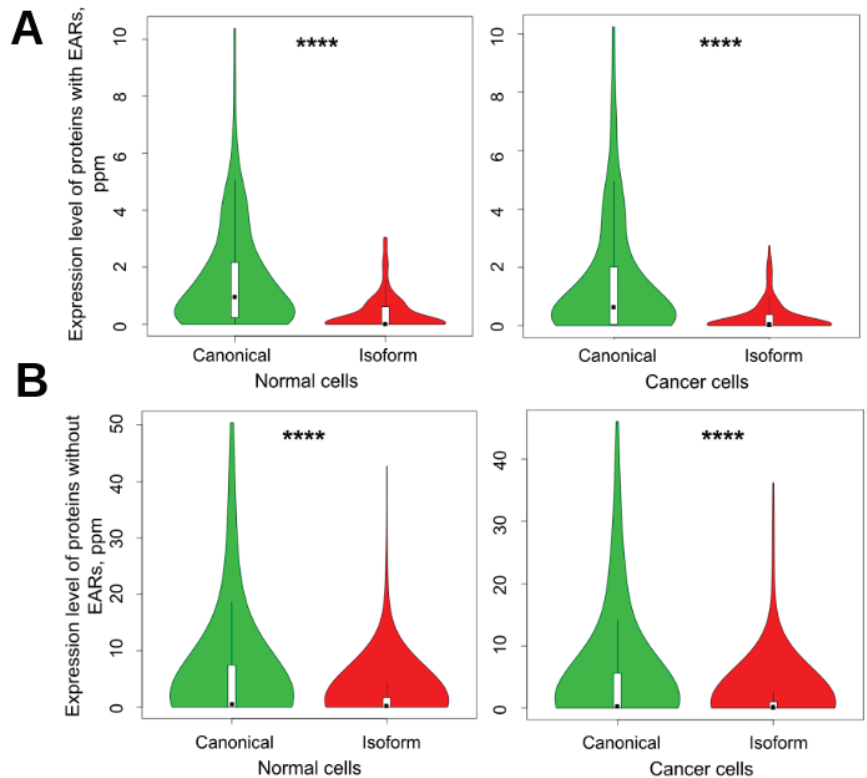 A
Expression level of proteins with EARs,
ppm
10
8
6
4
2
0
****
Canonical Isoform
Normal cells
10
8
6
4
2
0
****
Canonical Isoform
Cancer cells
B
Expression level of proteins without
EARs, ppm
50
40
30
20
10
0
****
Canonical Isoform
Normal cells
40
30
20
10
0
****
Canonical Isoform
Cancer cells